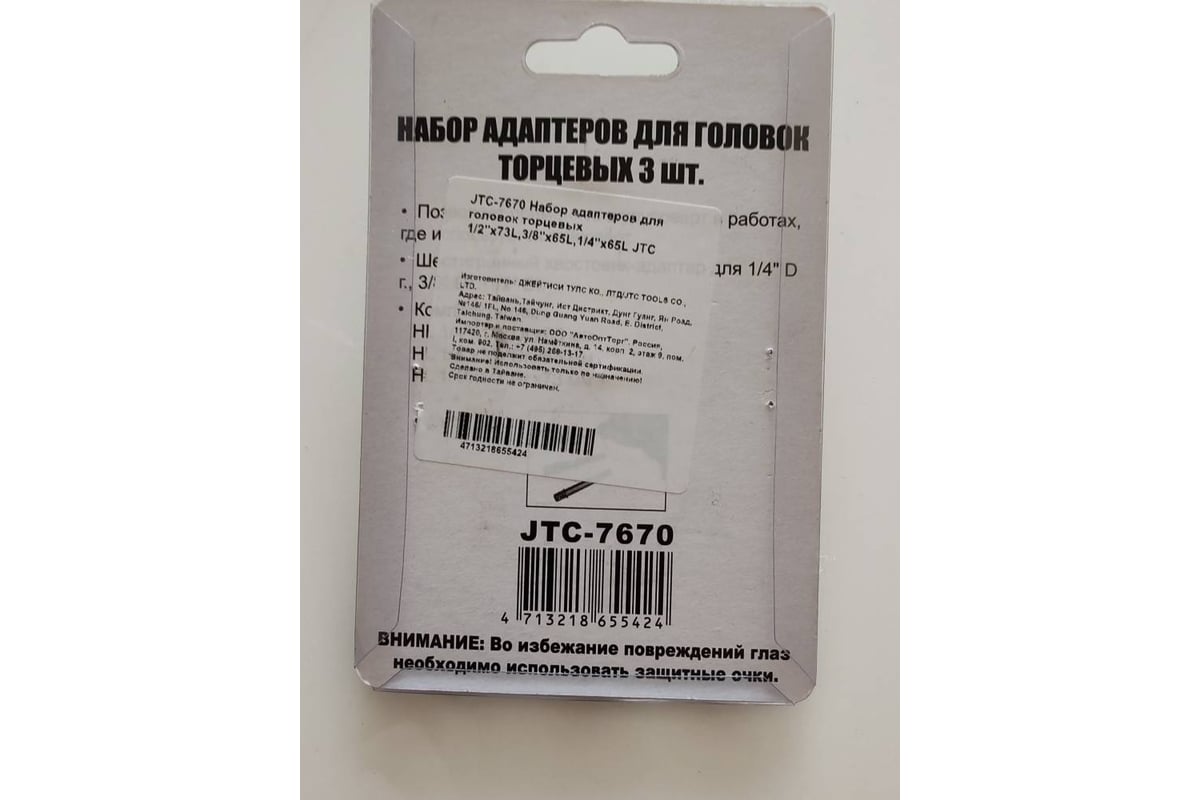 НАБОР АДАПТЕРОВ ДЛЯ ГОЛОВОК
ТОРЦЕВЫХ 3 шт.
работах,
где и
для 1/4" D
г., 3/
JTC-7670 Набор адаптеров для
головок торцевых
1/2"x73L,3/8"x65L,1/4"x65L JTC
Изготовитель: ДЖЕЙТИСИ ТУЛС КО., ЛТД/JTC TOOLS CO.,
LTD.
Адрес: Тайвань,Тайчунг, Ист Дистрикт, Дунг Гуанг, Ян Роад,
№146/ 1FL, No 146, Dung Guang Yuan Road, E. District,
Taichung, Taiwan.
Импортер и поставщик: ООО "АвтоОптТорг". Россия,
117420, г. Москва, ул. Намёткина, д. 14, корп. 2, этаж 9, пом.
I, ком. 902, Тел.: +7 (495) 268-13-17
Товар не подлежит обязательной сертификации.
Внимание! Использовать только по назначению!
Сделано в Тайване.
Срок годности не ограничен.
4713218655424
JTC-7670
4 713218 655424
ВНИМАНИЕ: Во избежание повреждений глаз
необходимо использовать защитные очки.